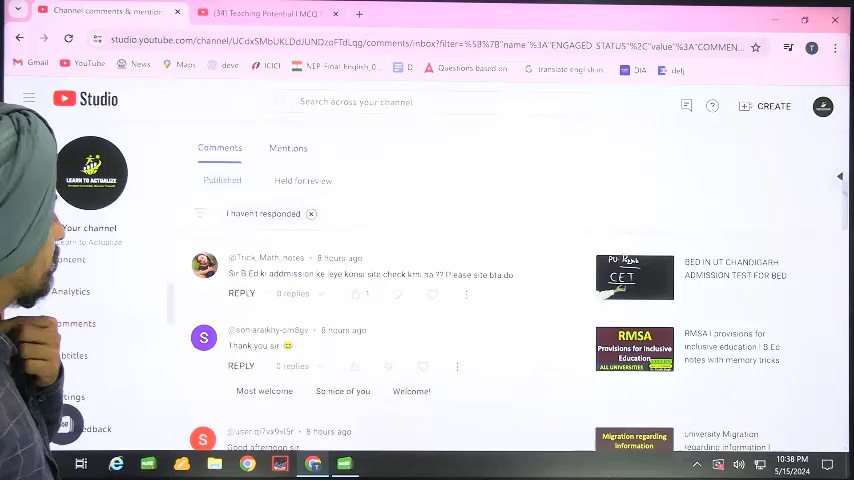 Channel comments & mention
(34) Teaching Potential I MCQ
studio.youtube.com/channel/UCdxSMbUKLDdJUNDzoFTdLqg/comments/inbox?filter=%5B%7B"name"%3A"ENGAGED_STATUS"%2C"value"%3A"COMMEN...
T
Gmail YouTube News Maps deve ICICI NEP Final English_0... D Questions based on translate english in DIA delj
Studio
Search across your channel
CREATE
LEARN TO ACTUALIZE
Your channel
Learn to Actualize
Analytics
Comments Mentions
Published Held for review
I haven't responded
@Trick_Math_notes • 8 hours ago
Sir B.Ed ki addmission ke leye konsi site check krni ha ?? Please site bta do
REPLY 0 replies 1
CET
BED IN UT CHANDIGARH
ADMISSION TEST FOR BED
S
@soniaraikhy-om8gv • 8 hours ago
Thank you sir 😊
REPLY 0 replies
Most welcome So nice of you Welcome!
RMSA
Provisions for Inclusive
Education
ALL UNIVERSITIES
RMSA I provisions for
inclusive education I B.Ed
notes with memory tricks
S
@user-qi7vx9vl5r • 8 hours ago
Good afternoon sir
Migration regarding
information
university Migration
regarding information I
10:38 PM
5/15/2024